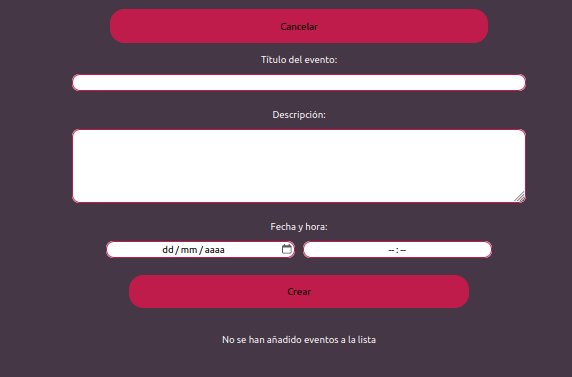 Cancelar
Título del evento:
Descripción:
Fecha y hora:
dd / mm / aaaa
-- : --
Crear
No se han añadido eventos a la lista